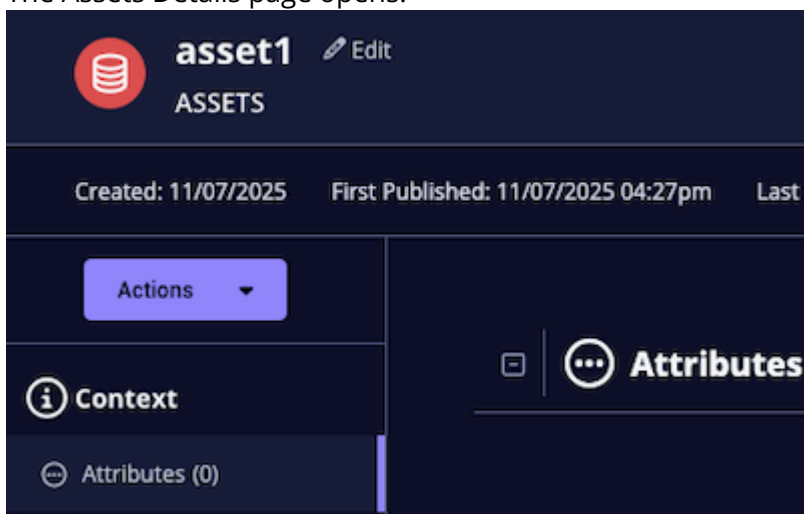 The Assets Details page opens.
asset1 Edit
ASSETS
Created: 11/07/2025 First Published: 11/07/2025 04:27pm Last
Actions
Attributes
Context
Attributes (0)